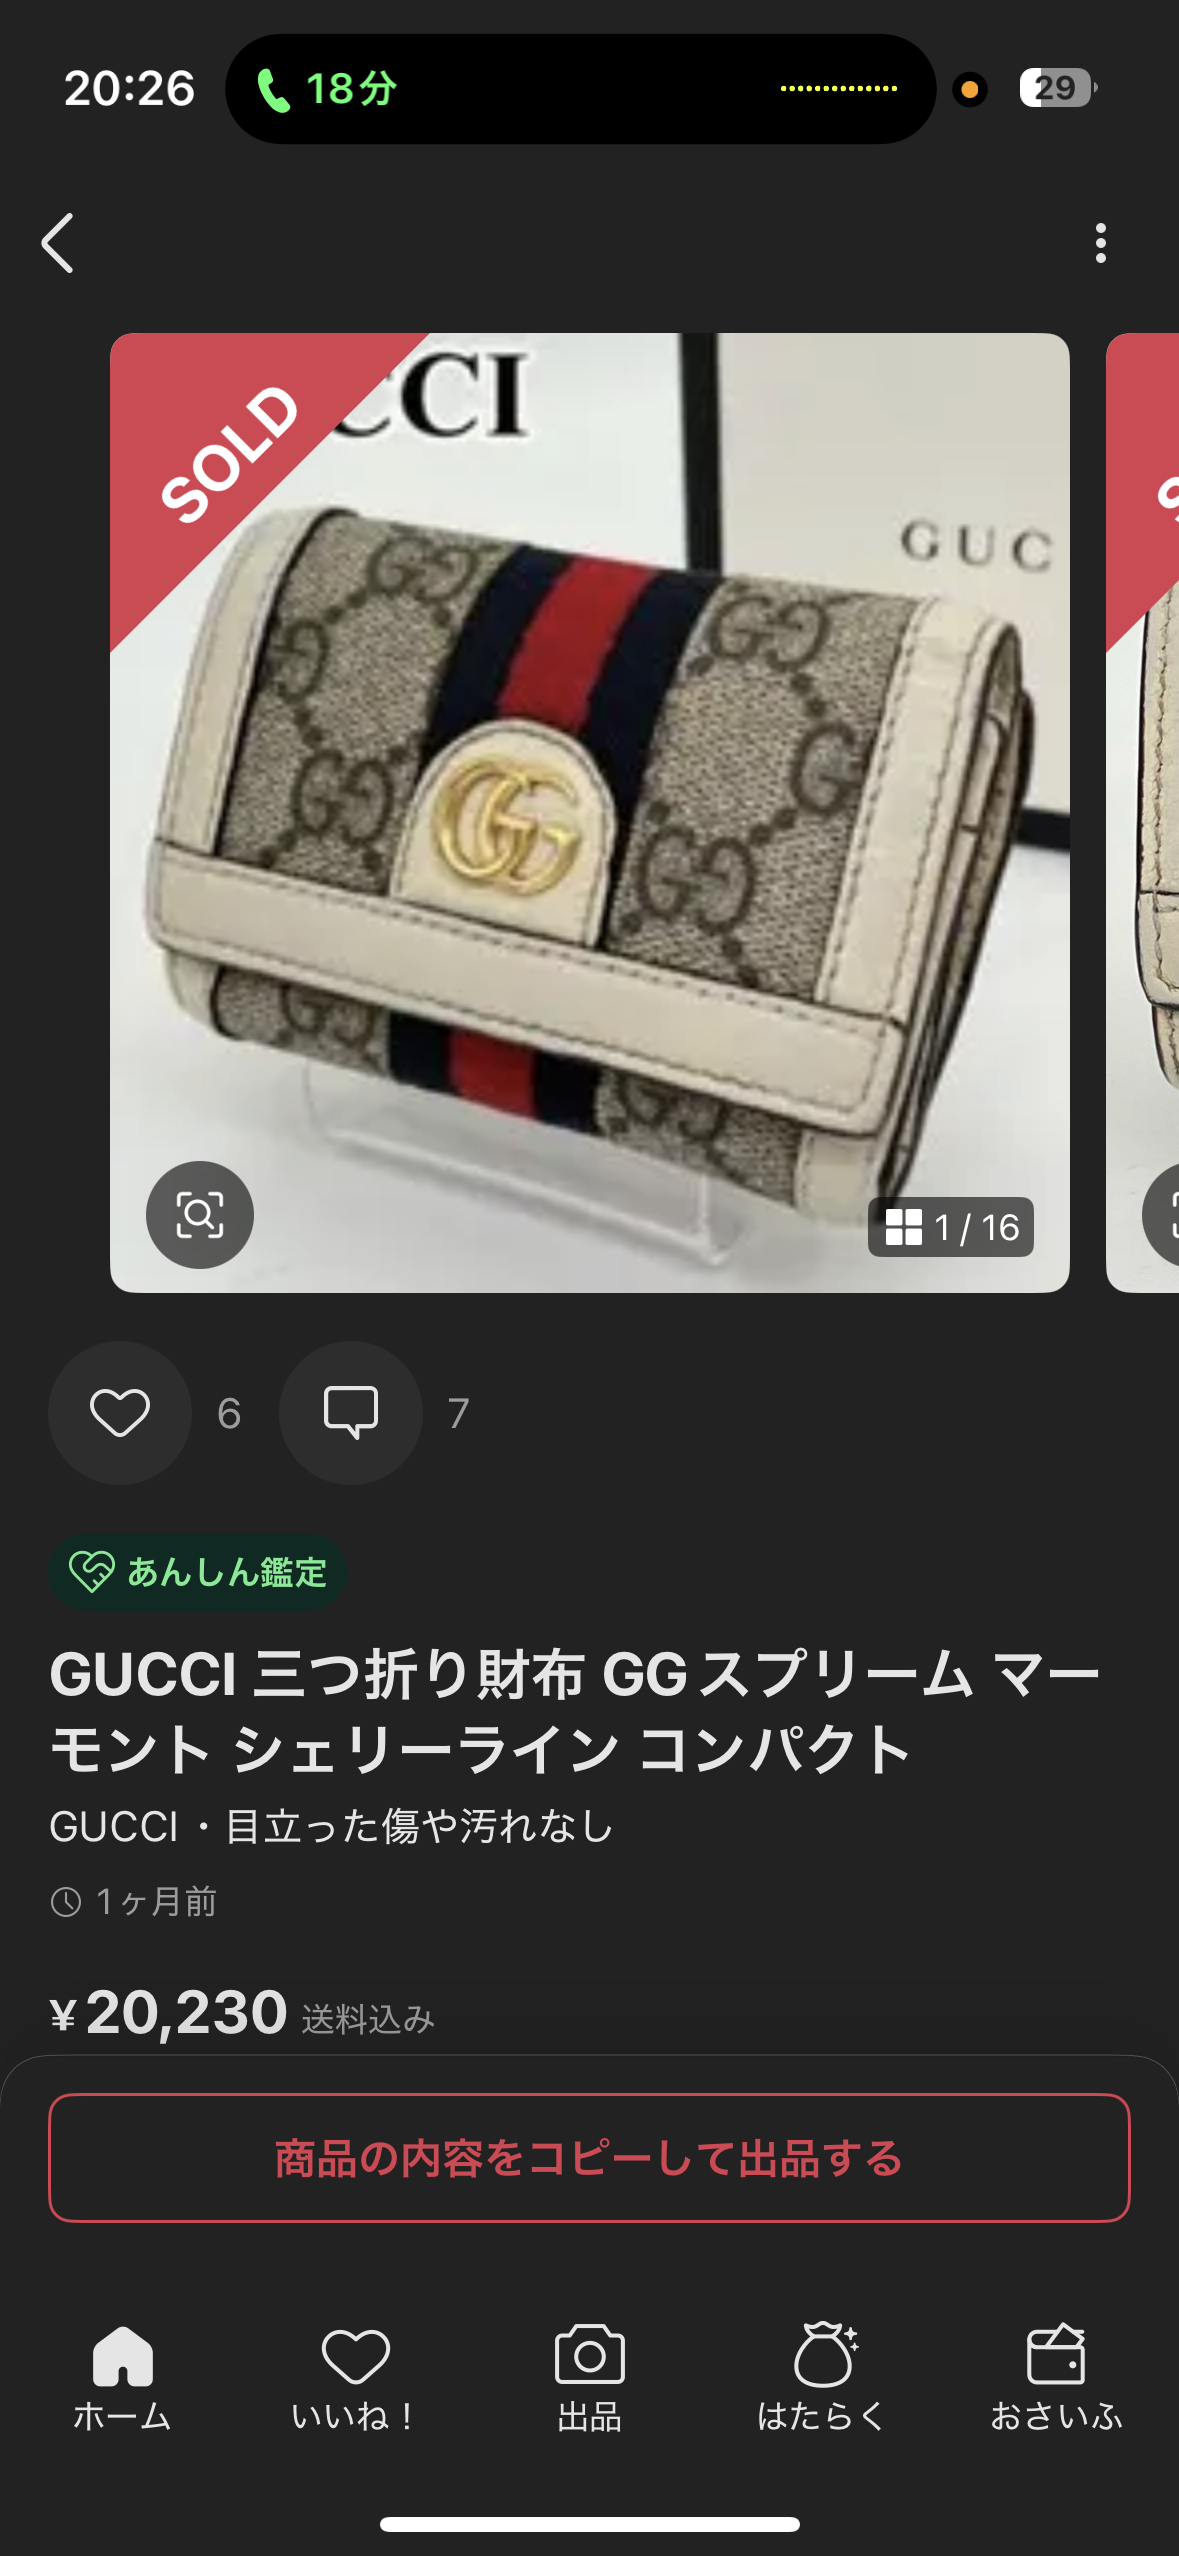 20:26
18分
29
SOLD
CCI
GUC
1 / 16
6
7
あんしん鑑定
GUCCI 三つ折り財布 GGスプリーム マー
モント シェリーライン コンパクト
GUCCI・目立った傷や汚れなし
1ヶ月前
¥20,230 送料込み
商品の内容をコピーして出品する
ホーム
いいね！
出品
はたらく
おさいふ